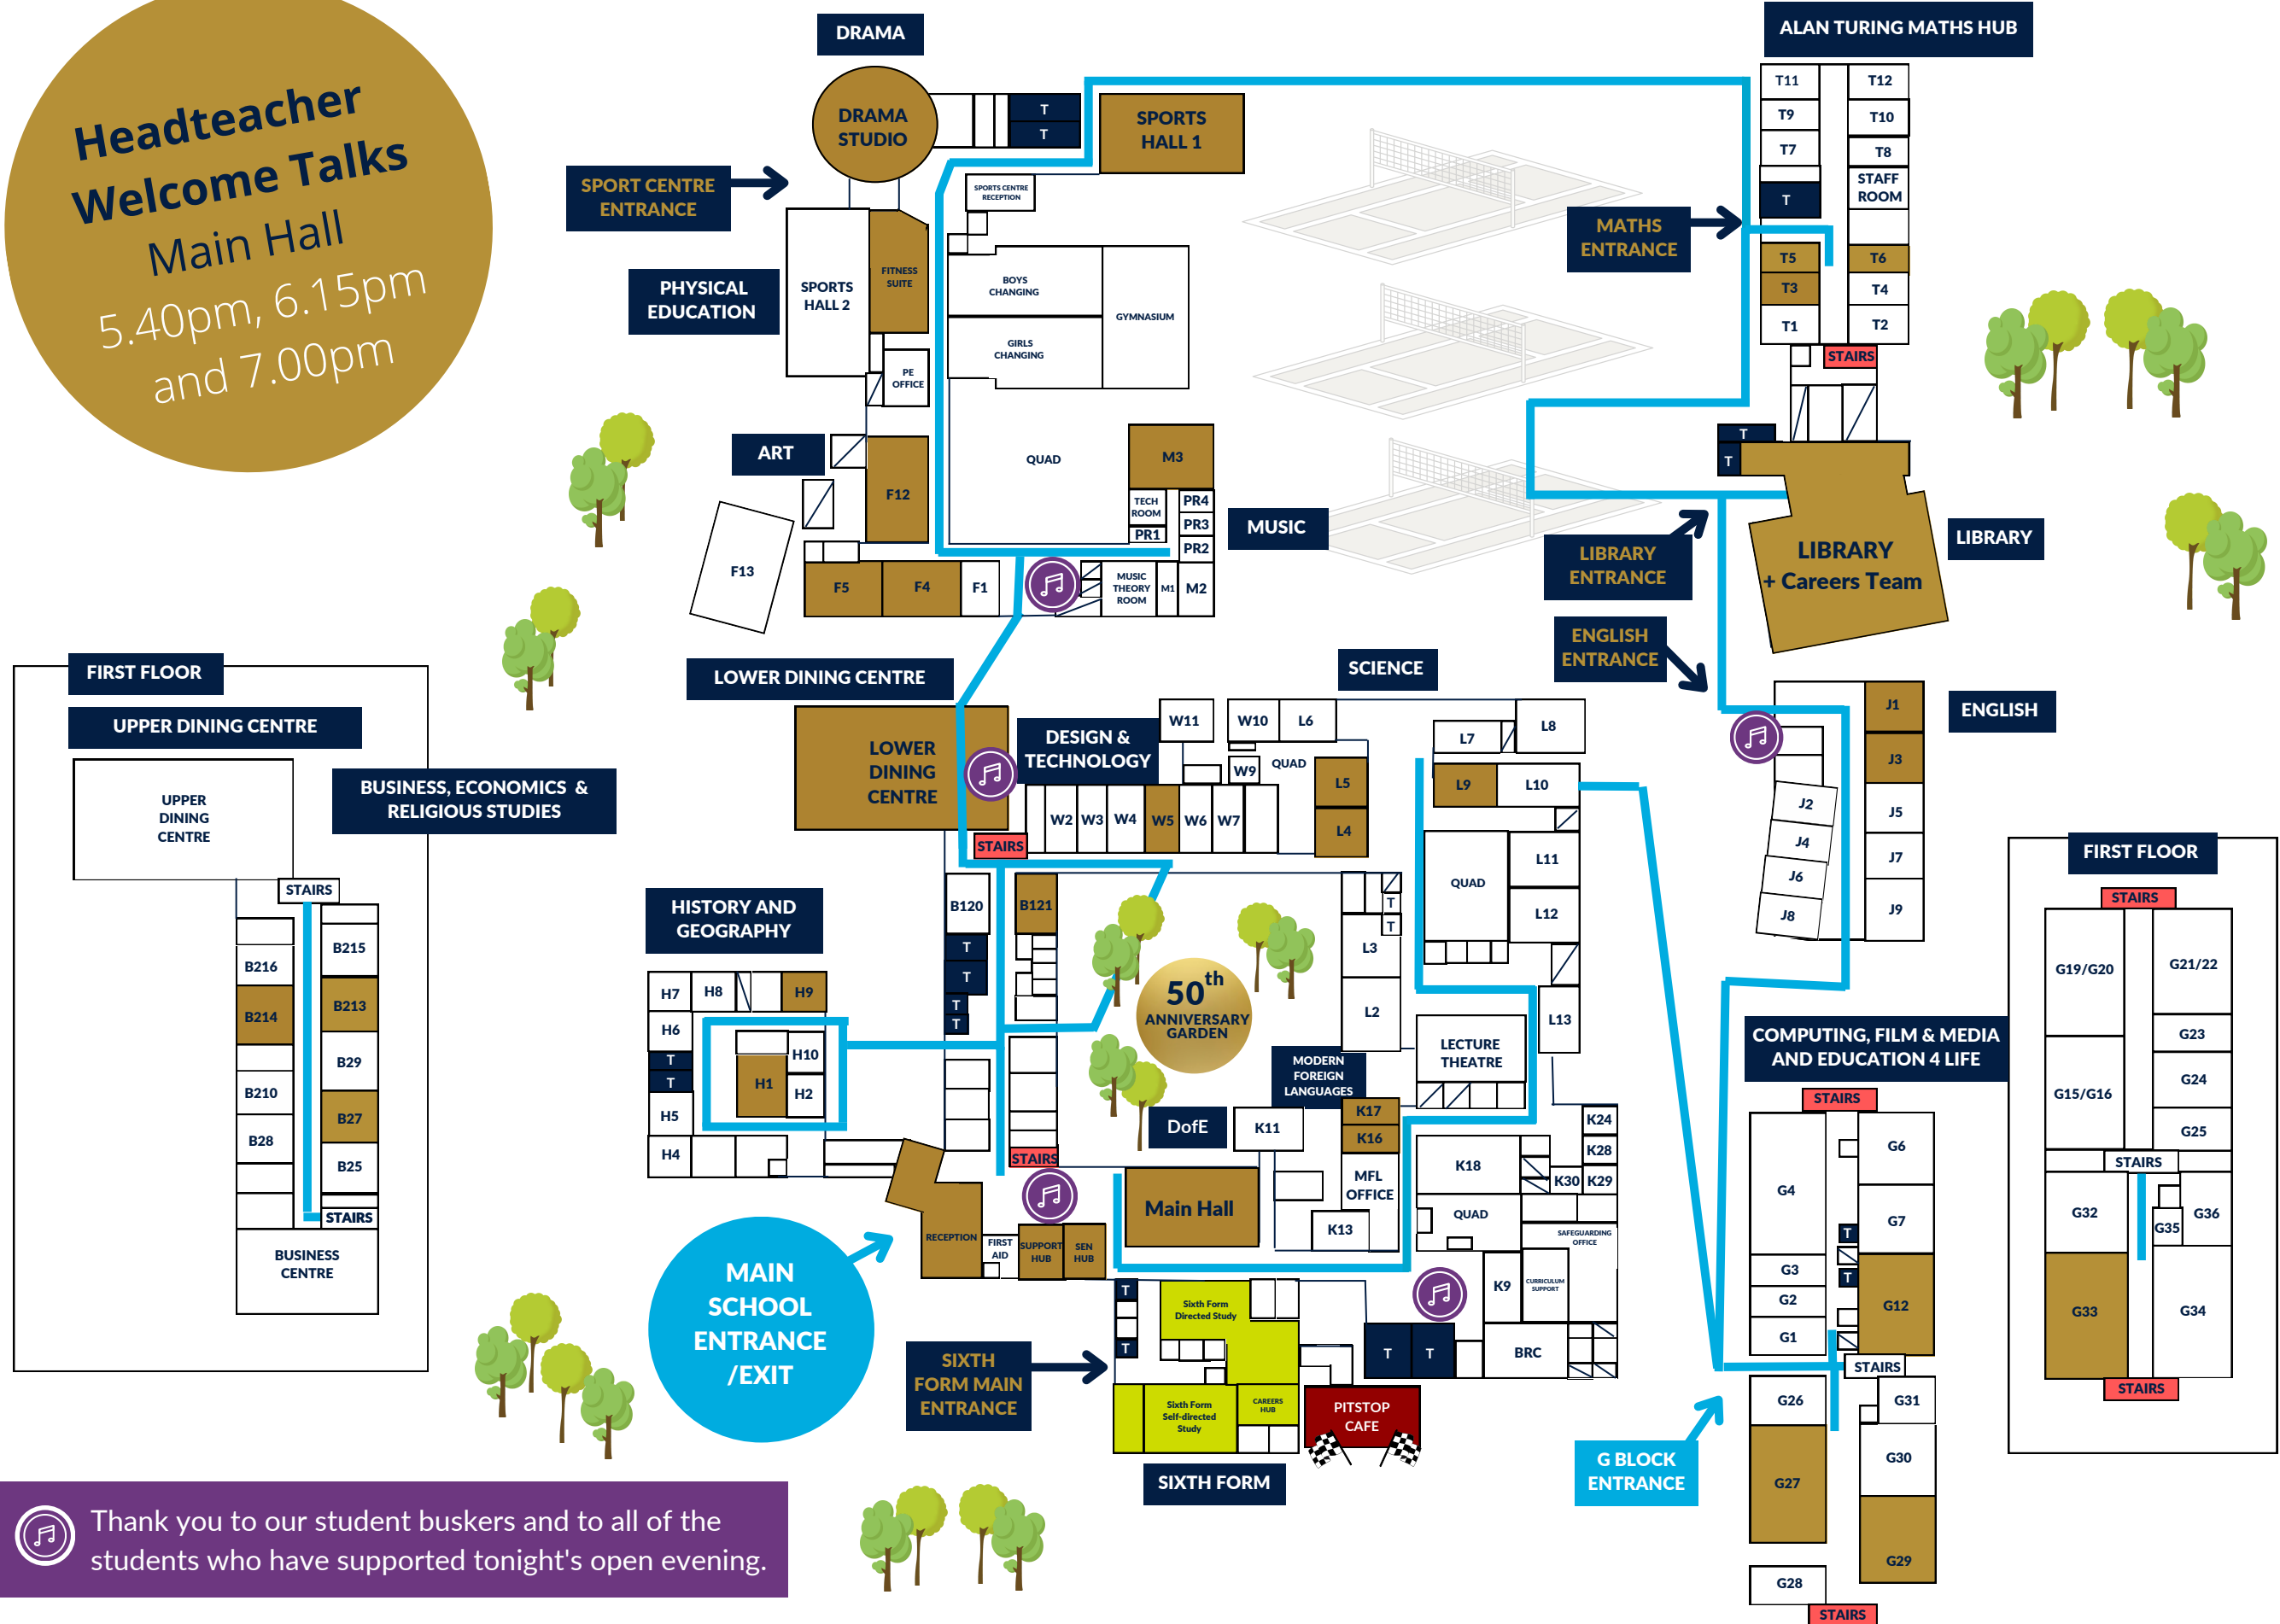 Headteacher
Welcome Talks
Main Hall
5.40pm, 6.15pm
and 7.00pm
DRAMA
DRAMA
STUDIO
T
T
SPORTS
HALL 1
SPORT CENTRE
ENTRANCE
SPORTS CENTRE
RECEPTION
PHYSICAL
EDUCATION
SPORTS
HALL 2
FITNESS
SUITE
BOYS
CHANGING
GYMNASIUM
GIRLS
CHANGING
PE
OFFICE
ART
QUAD
F12
F13
F5
F4
F1
M3
TECH
ROOM
PR4
PR3
PR1
PR2
MUSIC
THEORY
ROOM
M1
M2
MUSIC
ALAN TURING MATHS HUB
T11
T12
T9
T10
T7
T8
T
STAFF
ROOM
T5
T6
T3
T4
T1
T2
STAIRS
MATHS
ENTRANCE
T
T
LIBRARY
+ Careers Team
LIBRARY
LIBRARY
ENTRANCE
ENGLISH
ENTRANCE
ENGLISH
J1
J3
J2
J5
J4
J7
J6
J8
J9
FIRST FLOOR
UPPER DINING CENTRE
UPPER
DINING
CENTRE
BUSINESS, ECONOMICS &
RELIGIOUS STUDIES
STAIRS
B215
B216
B213
B214
B29
B210
B27
B28
B25
STAIRS
BUSINESS
CENTRE
LOWER DINING CENTRE
LOWER
DINING
CENTRE
STAIRS
DESIGN &
TECHNOLOGY
W11
W10
L6
W9
QUAD
W2
W3
W4
W5
W6
W7
L5
L4
SCIENCE
L7
L8
L9
L10
QUAD
L11
L12
L13
T
T
L3
L2
LECTURE
THEATRE
HISTORY AND
GEOGRAPHY
B120
B121
T
T
T
T
H7
H8
H9
H6
H10
T
T
H1
H2
H5
H4
STAIRS
50th
ANNIVERSARY
GARDEN
MODERN
FOREIGN
LANGUAGES
DofE
K11
K17
K16
MFL
OFFICE
K13
K18
K24
K28
K30
K29
QUAD
SAFEGUARDING
OFFICE
K9
CURRICULUM
SUPPORT
BRC
T
T
Main Hall
RECEPTION
FIRST
AID
SUPPORT
HUB
SEN
HUB
MAIN
SCHOOL
ENTRANCE
/EXIT
SIXTH
FORM MAIN
ENTRANCE
T
T
Sixth Form
Directed Study
Sixth Form
Self-directed
Study
CAREERS
HUB
PITSTOP
CAFE
SIXTH FORM
COMPUTING, FILM & MEDIA
AND EDUCATION 4 LIFE
STAIRS
G6
G4
G7
T
T
G3
G2
G12
G1
STAIRS
G26
G31
G30
G27
G29
G28
STAIRS
G BLOCK
ENTRANCE
FIRST FLOOR
STAIRS
G19/G20
G21/22
G23
G15/G16
G24
G25
STAIRS
G32
G35
G36
G33
G34
STAIRS
Thank you to our student buskers and to all of the
students who have supported tonight's open evening.